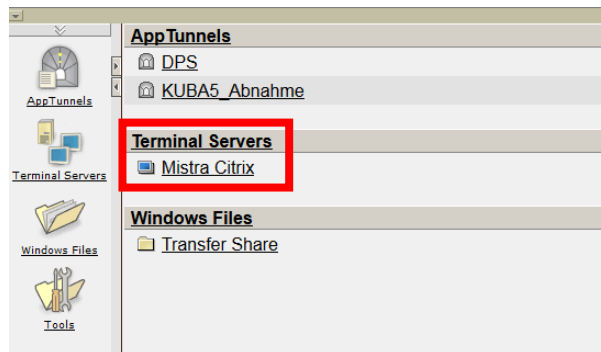 AppTunnels
Terminal Servers
Windows Files
Tools
AppTunnels
DPS
KUBA5_Abnahme
Terminal Servers
Mistra Citrix
Windows Files
Transfer Share